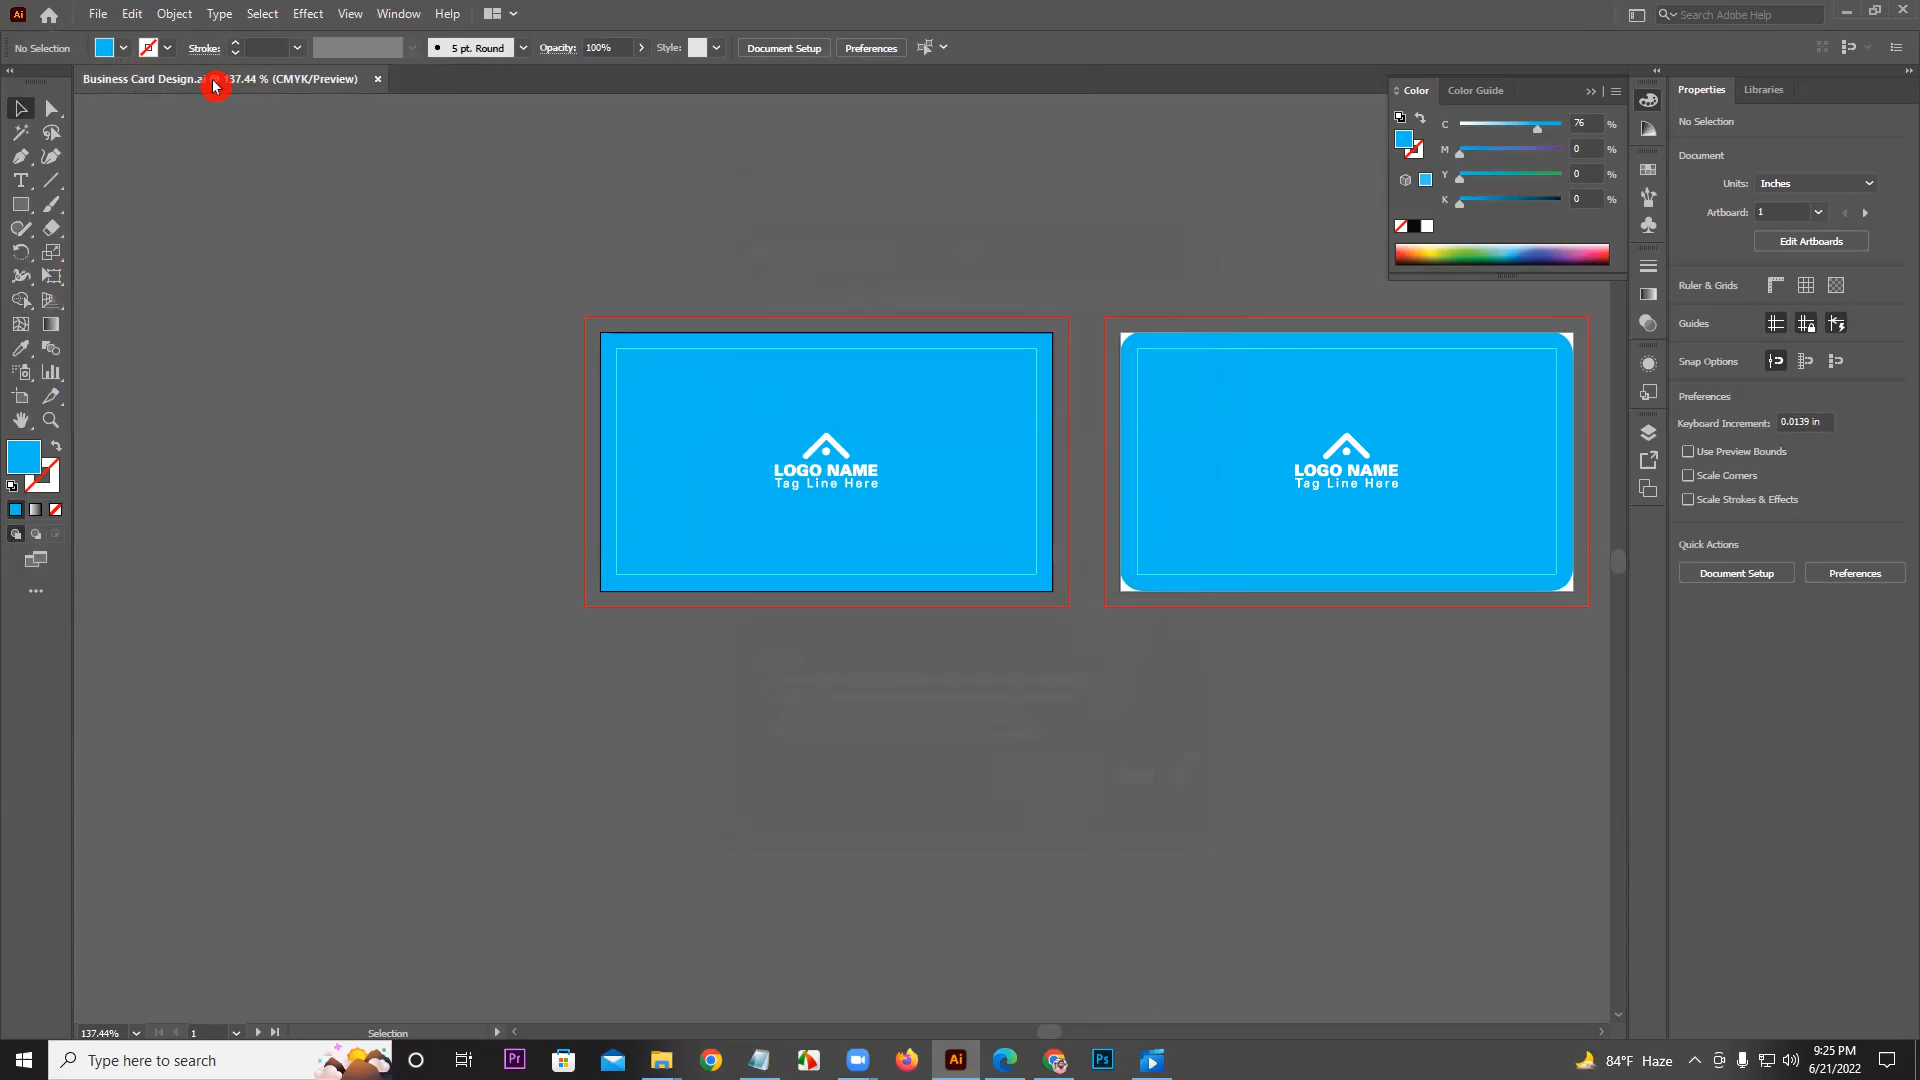 Ai File Edit Object Type Select Effect View Window Help Search Adobe Help
No Selection Stroke: 5 pt. Round Opacity: 100% Style: Document Setup Preferences
Business Card Design.ai 137.44 % (CMYK/Preview) ×
Color Color Guide
C 76 %
M 0 %
Y 0 %
K 0 %
Properties Libraries
No Selection
Document
Units: Inches
Artboard: 1
Edit Artboards
Ruler & Grids
Guides
Snap Options
Preferences
Keyboard Increment: 0.0139 in
Use Preview Bounds
Scale Corners
Scale Strokes & Effects
Quick Actions
Document Setup Preferences
LOGO NAME
Tag Line Here
LOGO NAME
Tag Line Here
137.44% 1 Selection
Type here to search
Pr Ai Ps
84°F Haze
9:25 PM
6/21/2022